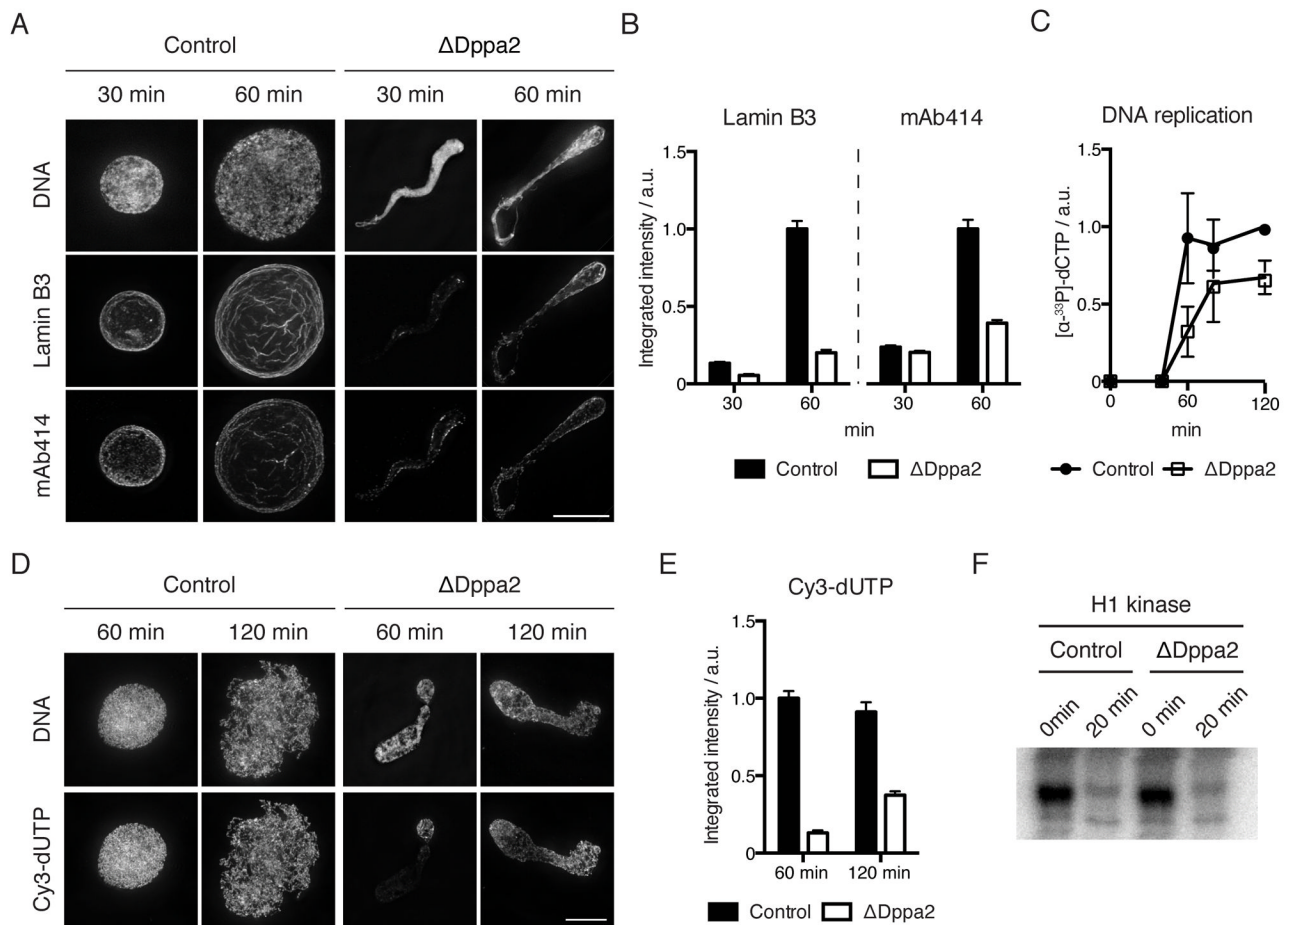 A
Control
ΔDppa2
30 min
60 min
30 min
60 min
DNA
Lamin B3
mAb414
B
Lamin B3
mAb414
Integrated intensity / a.u.
1.5
1.0
0.5
0
30
60
30
60
min
Control
ΔDppa2
C
DNA replication
[α-³³P]-dCTP / a.u.
1.5
1.0
0.5
0
0
60
120
min
Control
ΔDppa2
D
Control
ΔDppa2
60 min
120 min
60 min
120 min
DNA
Cy3-dUTP
E
Cy3-dUTP
Integrated intensity / a.u.
1.5
1.0
0.5
0
60 min
120 min
Control
ΔDppa2
F
H1 kinase
Control
ΔDppa2
0min
20 min
0 min
20 min